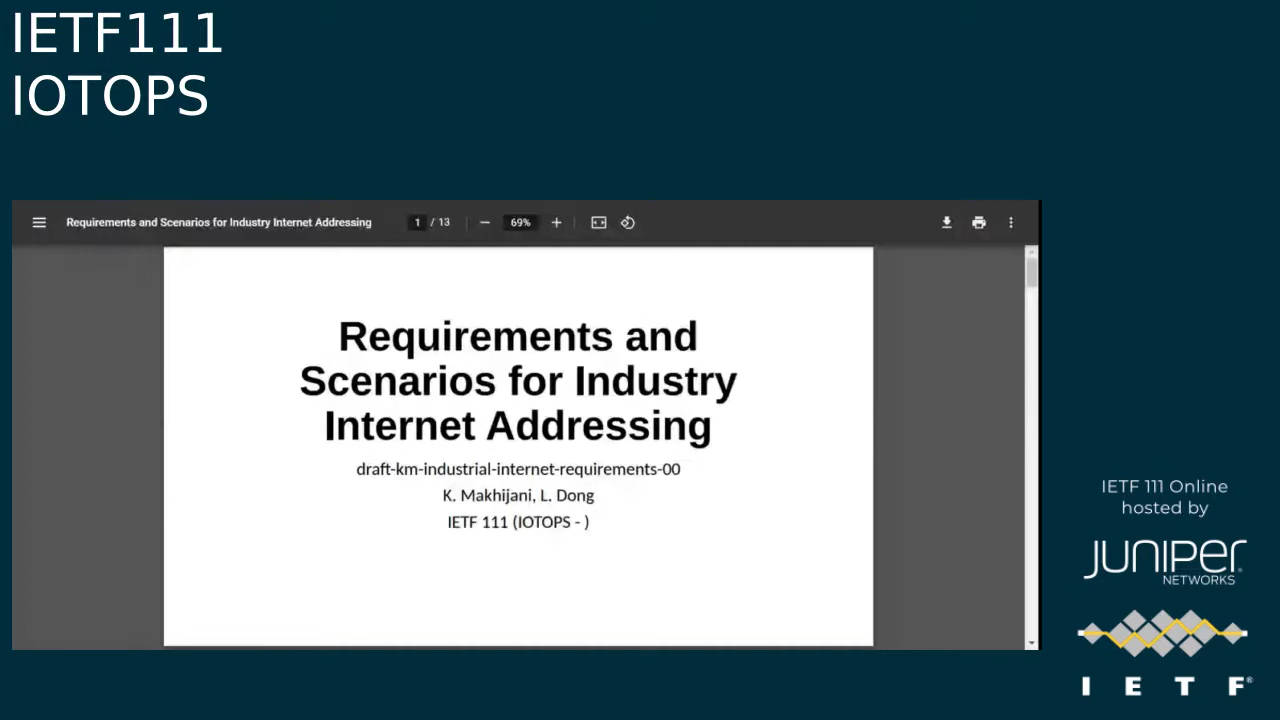 IETF111
IOTOPS
Requirements and Scenarios for Industry Internet Addressing
1 / 13
69%
Requirements and
Scenarios for Industry
Internet Addressing
draft-km-industrial-internet-requirements-00
K. Makhijani, L. Dong
IETF 111 (IOTOPS - )
IETF 111 Online
hosted by
JUNIPER
NETWORKS
I E T F®